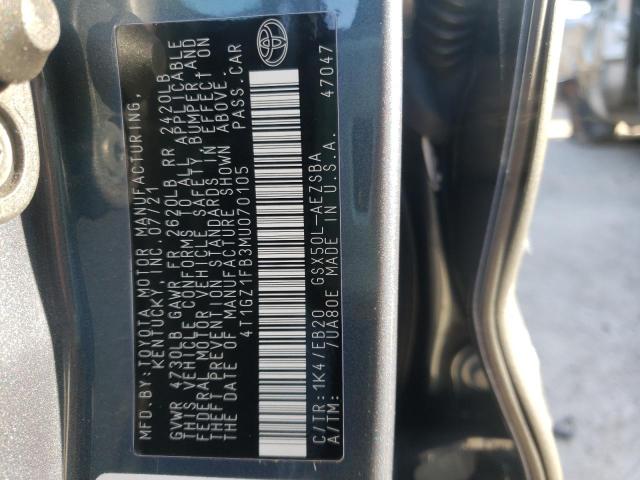 MFD.BY:TOYOTA MOTOR MANUFACTURING,
KENTUCKY, INC. 07/21
GVWR 4730LB GAWR FR 2620LB RR 2420LB
THIS VEHICLE CONFORMS TO ALL APPLICABLE
FEDERAL MOTOR VEHICLE SAFETY, BUMPER, AND
THEFT PREVENTION STANDARDS IN EFFECT ON
THE DATE OF MANUFACTURE SHOWN ABOVE.
4T1GZ1FB3MU070105 PASS.CAR
C/TR:1K4/EB20 GSX50L-AEZSBA
A/TM: 7UA80E MADE IN U.S.A. 47047